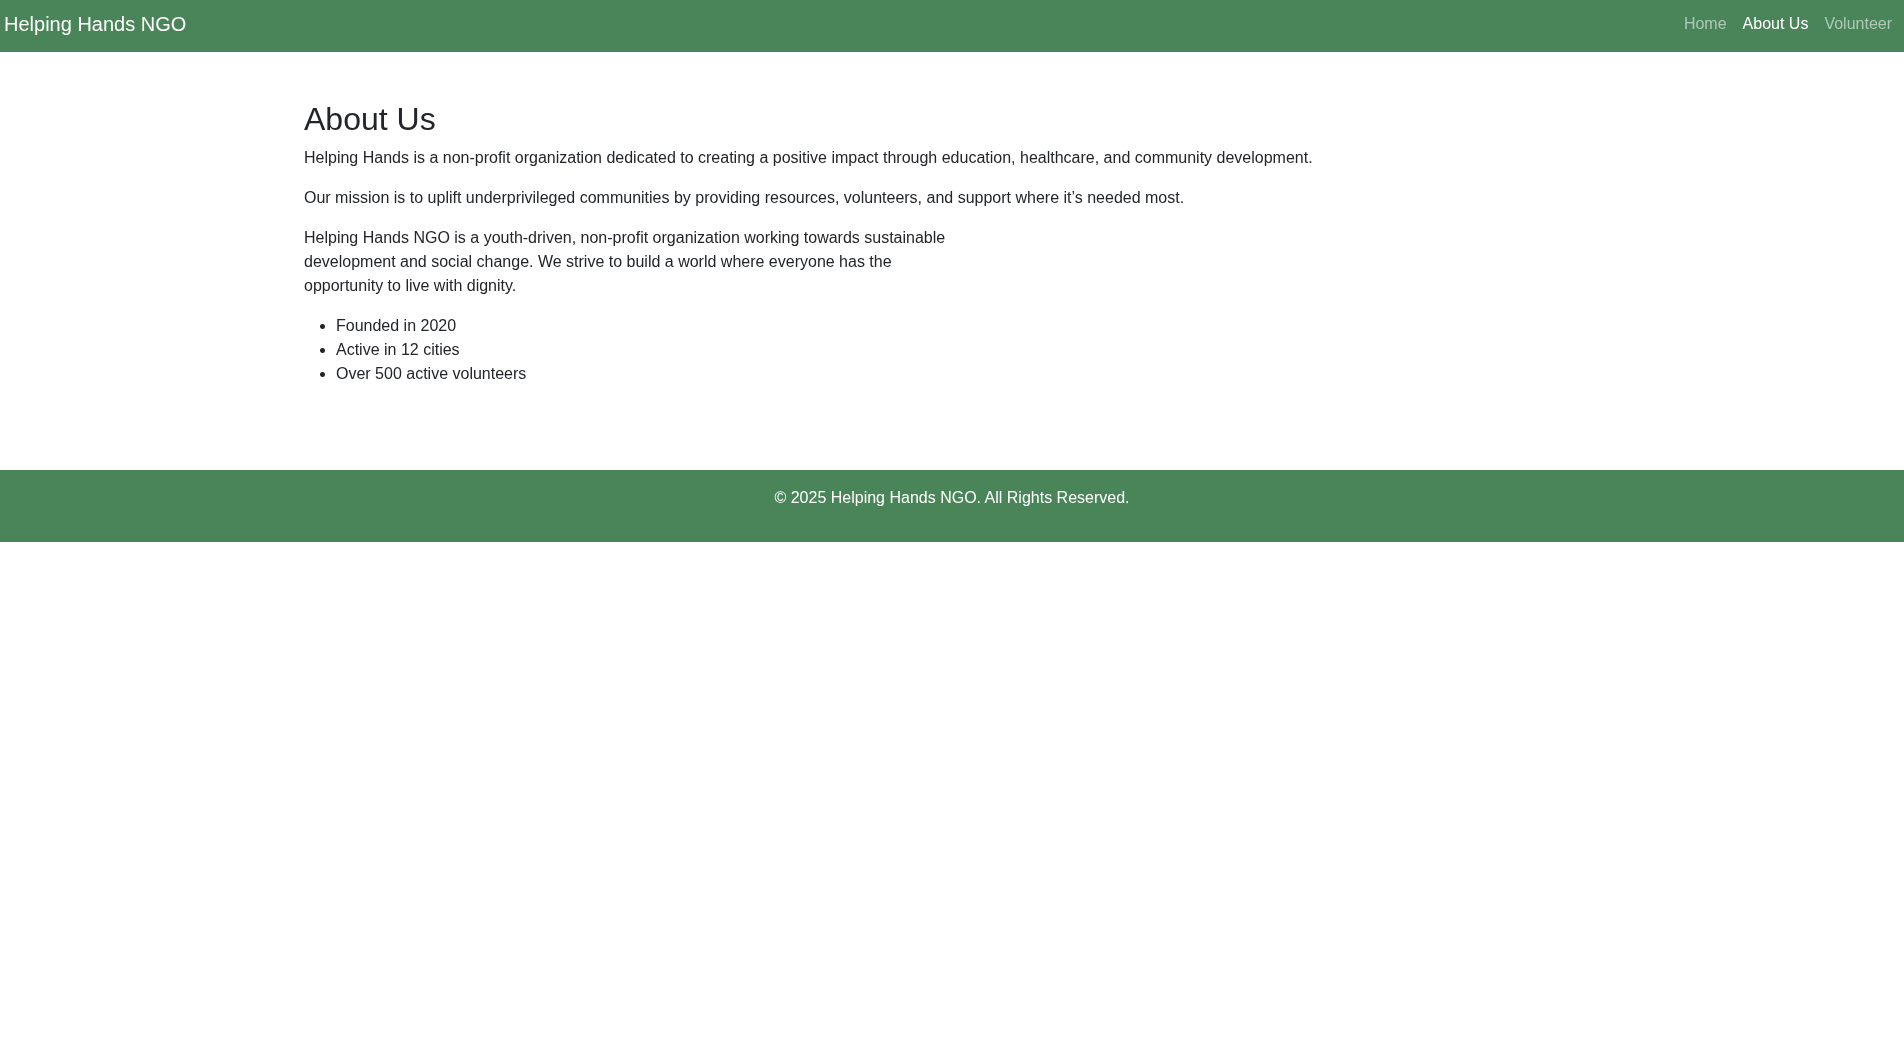 Helping Hands NGO
Home About Us Volunteer
About Us
Helping Hands is a non-profit organization dedicated to creating a positive impact through education, healthcare, and community development.
Our mission is to uplift underprivileged communities by providing resources, volunteers, and support where it’s needed most.
Helping Hands NGO is a youth-driven, non-profit organization working towards sustainable
development and social change. We strive to build a world where everyone has the
opportunity to live with dignity.
• Founded in 2020
• Active in 12 cities
• Over 500 active volunteers
© 2025 Helping Hands NGO. All Rights Reserved.